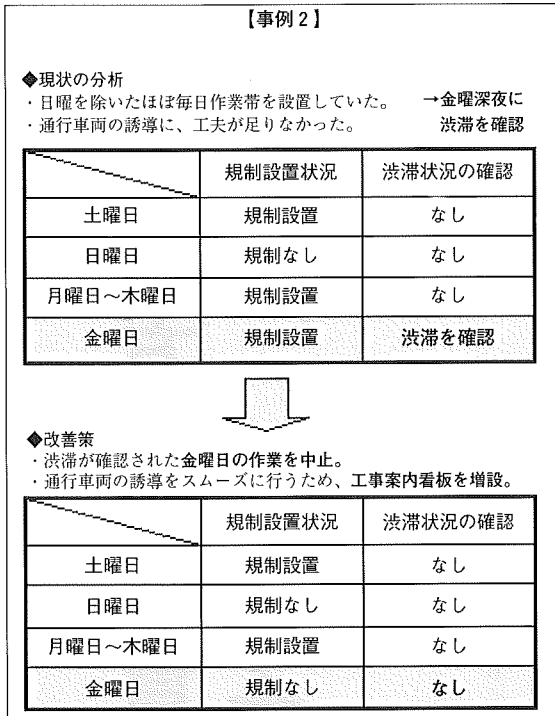 【事例2】
◆現状の分析
・日曜を除いたほぼ毎日作業帯を設置していた。 →金曜深夜に
・通行車両の誘導に、工夫が足りなかった。 渋滞を確認
規制設置状況 渋滞状況の確認
土曜日 規制設置 なし
日曜日 規制なし なし
月曜日〜木曜日 規制設置 なし
金曜日 規制設置 渋滞を確認
◆改善策
・渋滞が確認された金曜日の作業を中止。
・通行車両の誘導をスムーズに行うため、工事案内看板を増設。
規制設置状況 渋滞状況の確認
土曜日 規制設置 なし
日曜日 規制なし なし
月曜日〜木曜日 規制設置 なし
金曜日 規制なし なし